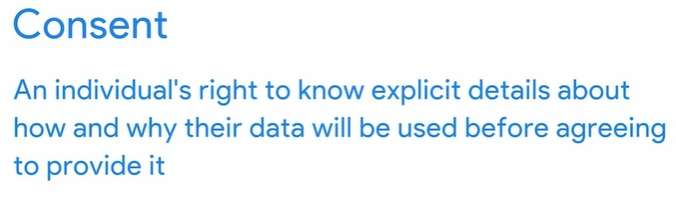 Consent
An individual's right to know explicit details about
how and why their data will be used before agreeing
to provide it